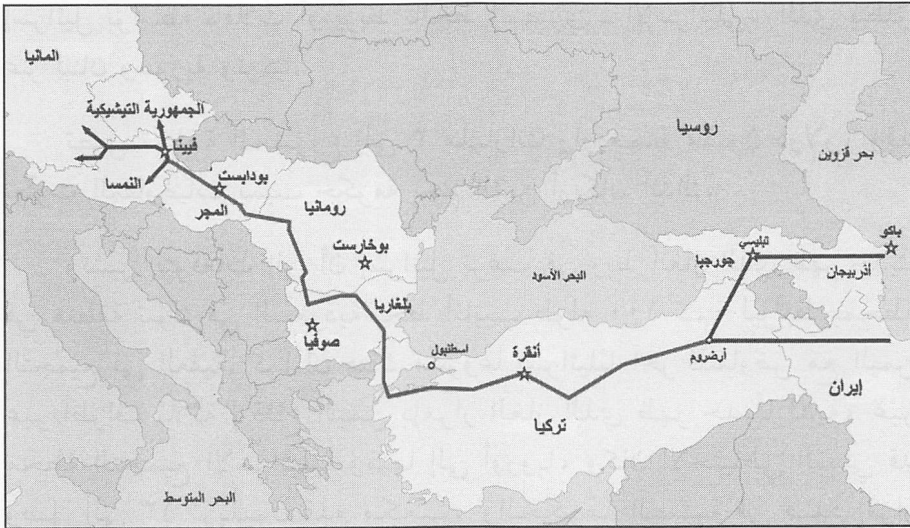 المانيا
الجمهورية التيشيكية
روسيا
فيينا
بحر قزوين
بودابست
النمسا
رومانيا
المجر
باكو
تبليسي
بوخارست
جورجيا
أذربيجان
البحر الأسود
بلغاريا
صوفيا
اسطنبول
أنقرة
أرضروم
إيران
تركيا
البحر المتوسط